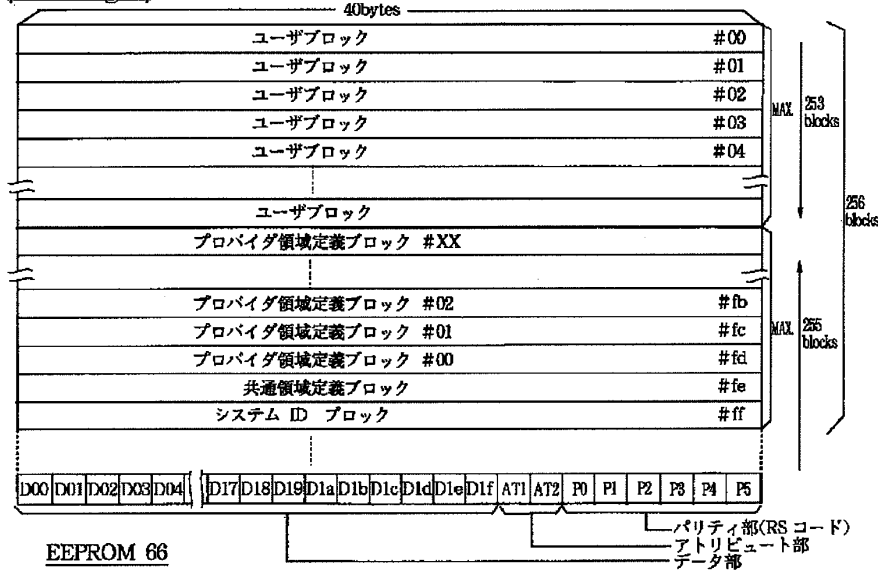 40bytes
ユーザブロック #00
ユーザブロック #01
ユーザブロック #02
ユーザブロック #03
ユーザブロック #04
MAX. 253 blocks
ユーザブロック
256 blocks
プロバイダ領域定義ブロック #XX
プロバイダ領域定義ブロック #02 #fb
プロバイダ領域定義ブロック #01 #fc
プロバイダ領域定義ブロック #00 #fd
共通領域定義ブロック #fe
システム ID ブロック #ff
MAX. 255 blocks
D00 D01 D02 D03 D04 D17 D18 D19 D1a D1b D1c D1d D1e D1f AT1 AT2 P0 P1 P2 P3 P4 P5
パリティ部(RS コード)
アトリビュート部
データ部
EEPROM 66